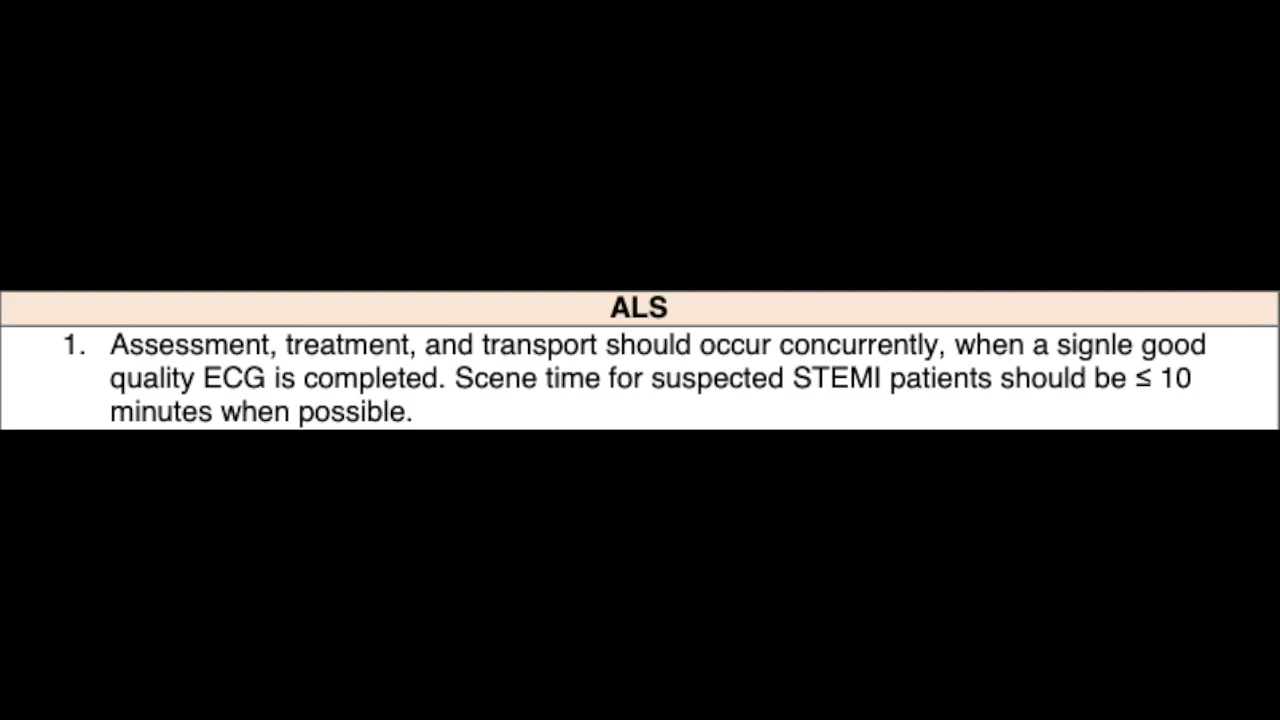 ALS
1. Assessment, treatment, and transport should occur concurrently, when a signle good
quality ECG is completed. Scene time for suspected STEMI patients should be ≤ 10
minutes when possible.